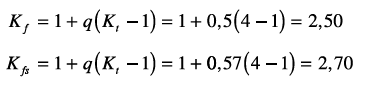 K_f = 1 + q(K_t − 1) = 1 + 0,5(4 − 1) = 2,50
K_fs = 1 + q(K_t − 1) = 1 + 0,57(4 − 1) = 2,70